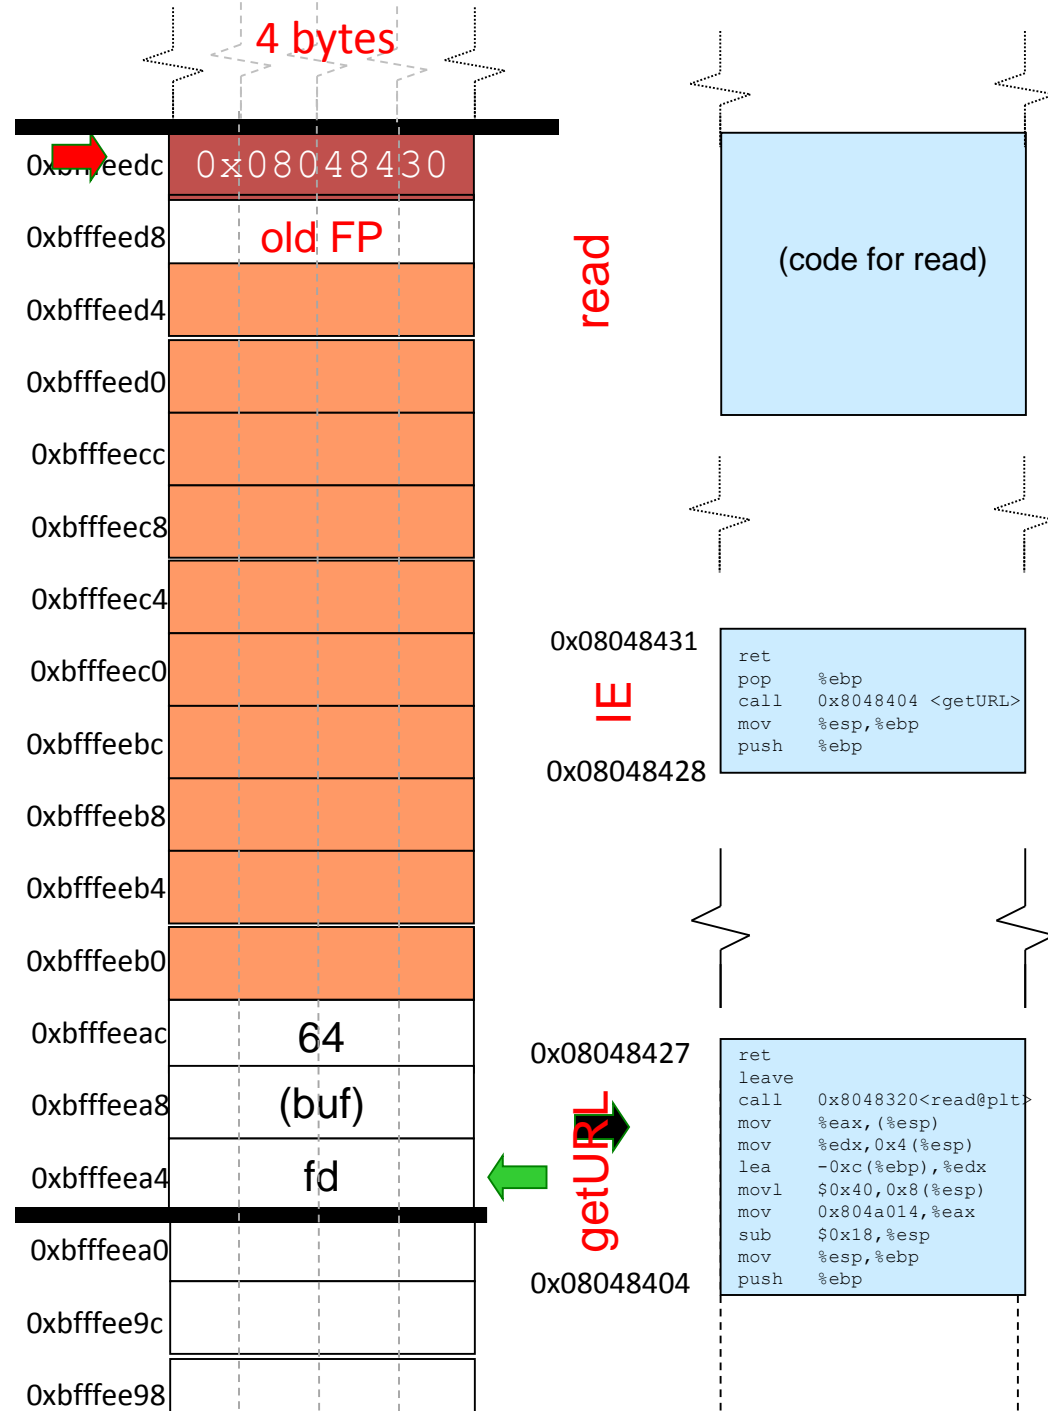 4 bytes
0xbfffeedc
0x08048430
0xbfffeed8
old FP
0xbfffeed4
0xbfffeed0
0xbfffeecc
0xbfffeec8
0xbfffeec4
0xbfffeec0
0xbfffeebc
0xbfffeeb8
0xbfffeeb4
0xbfffeeb0
0xbfffeeac
64
0xbfffeea8
(buf)
0xbfffeea4
fd
0xbfffeea0
0xbfffee9c
0xbfffee98
read
(code for read)
0x08048431
IE
0x08048428
ret
pop %ebp
call 0x8048404 <getURL>
mov %esp,%ebp
push %ebp
0x08048427
getURL
0x08048404
ret
leave
call 0x8048320<read@plt>
mov %eax,(%esp)
mov %edx,0x4(%esp)
lea -0xc(%ebp),%edx
movl $0x40,0x8(%esp)
mov 0x804a014,%eax
sub $0x18,%esp
mov %esp,%ebp
push %ebp